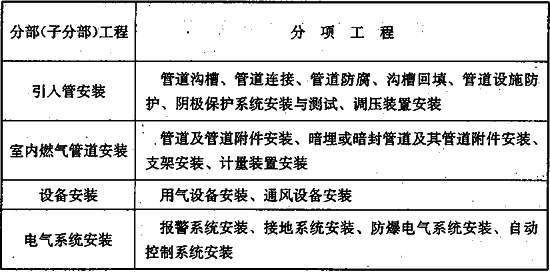 分部(子分部)工程
分 项 工 程
引入管安装
管道沟槽、管道连接、管道防腐、沟槽回填、管道设施防
护、阴极保护系统安装与测试、调压装置安装
室内燃气管道安装
管道及管道附件安装、暗埋或暗封管道及其管道附件安装、
支架安装、计量装置安装
设备安装
用气设备安装、通风设备安装
电气系统安装
报警系统安装、接地系统安装、防爆电气系统安装、自动
控制系统安装